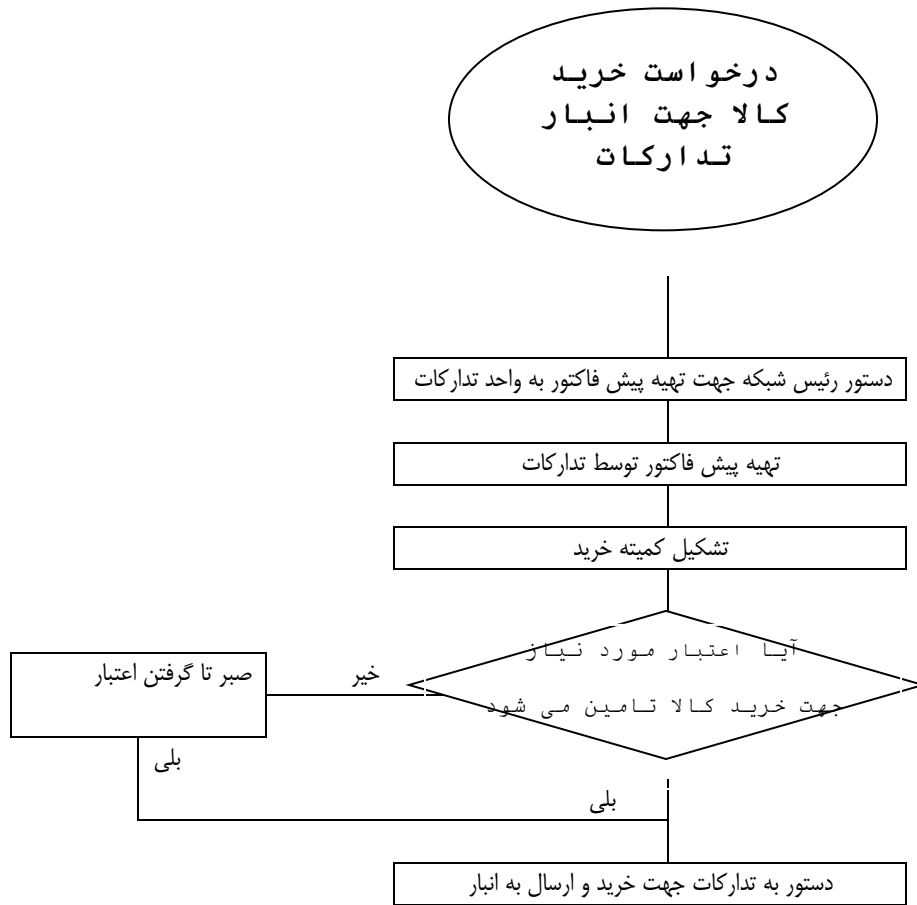 درخواست خرید
کالا جهت انبار
تدارکات
دستور رئیس شبکه جهت تهیه پیش فاکتور به واحد تدارکات
تهیه پیش فاکتور توسط تدارکات
تشکیل کمیته خرید
آیا اعتبار مورد نیاز
جهت خرید کالا تامین می شود
خیر
صبر تا گرفتن اعتبار
بلی
بلی
دستور به تدارکات جهت خرید و ارسال به انبار